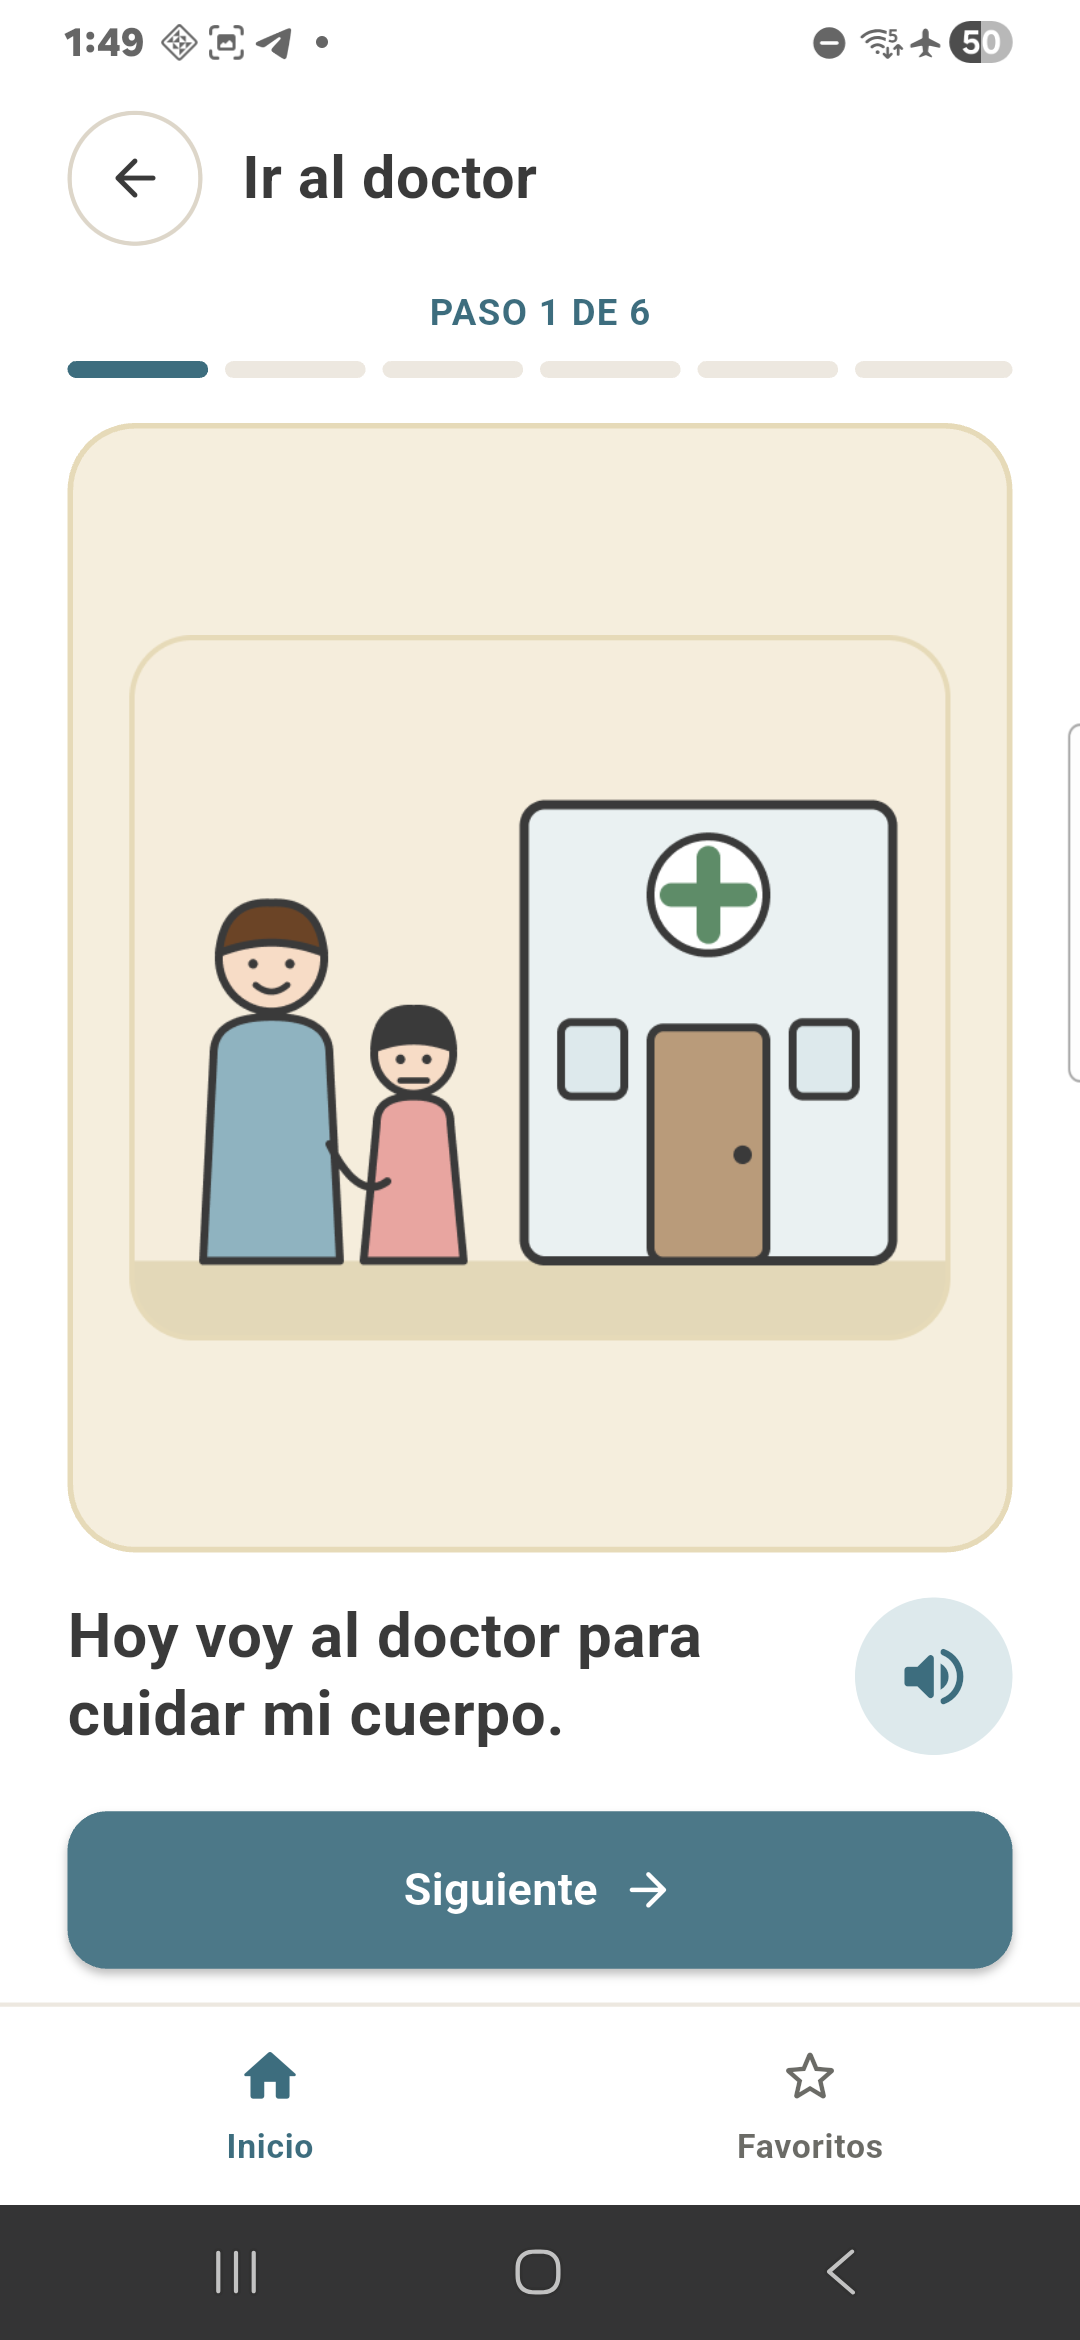 1:49
5
50
Ir al doctor
PASO 1 DE 6
Hoy voy al doctor para
cuidar mi cuerpo.
Siguiente
Inicio
Favoritos